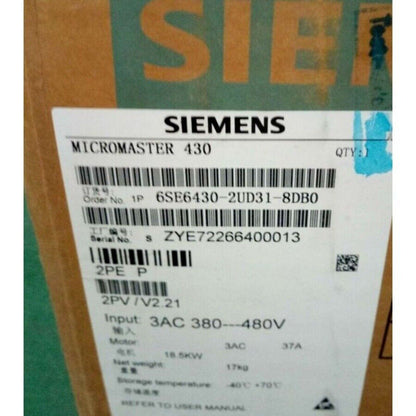 SIEM
SIEMENS
MICROMASTER 430 QTY:1
订货号:
Order No. 1P 6SE6430-2UD31-8DB0
工厂编号:
Serial No. S ZYE72266400013
2PE P
2PV / V2.21
Input: 3AC 380---480V
输入
Motor: 3AC 37A
电机 18.5KW
Net weight: 17kg
重量
Storage temperature: -40°C +70°C
存储温度
REFER TO USER MANUAL